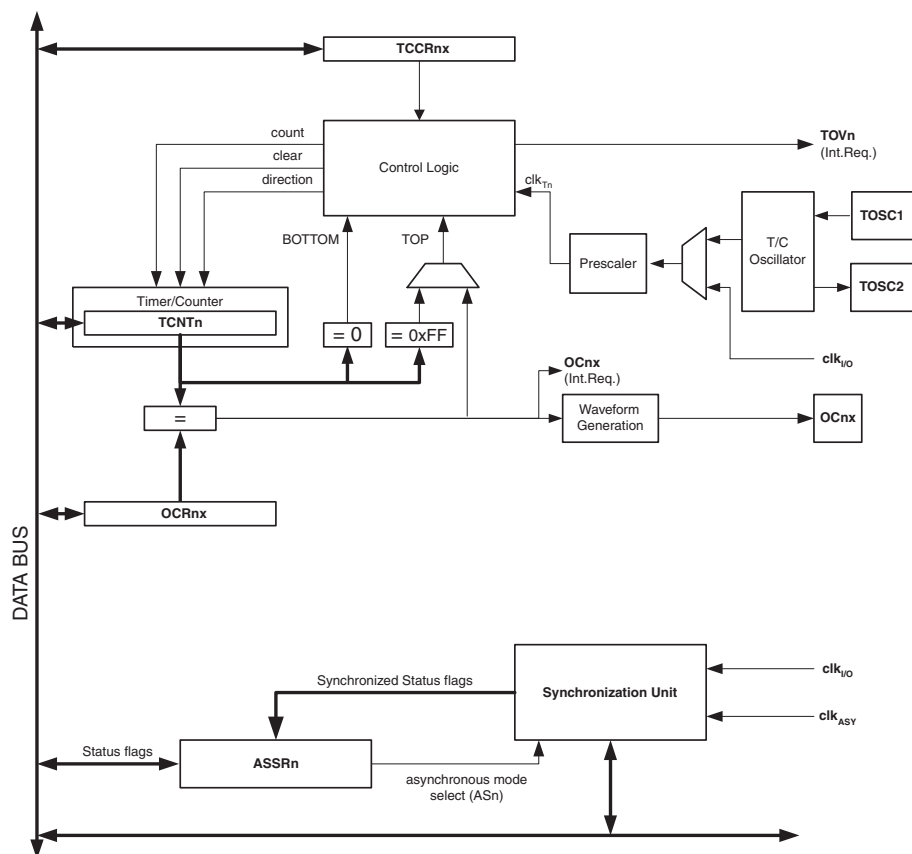 TCCRnx
count
clear
direction
Control Logic
TOVn
(Int.Req.)
clkTn
BOTTOM
TOP
Prescaler
T/C
Oscillator
TOSC1
TOSC2
Timer/Counter
TCNTn
= 0
= 0xFF
clkI/O
OCnx
(Int.Req.)
=
Waveform
Generation
OCnx
OCRnx
DATA BUS
Synchronized Status flags
Synchronization Unit
clkI/O
clkASY
Status flags
ASSRn
asynchronous mode
select (ASn)